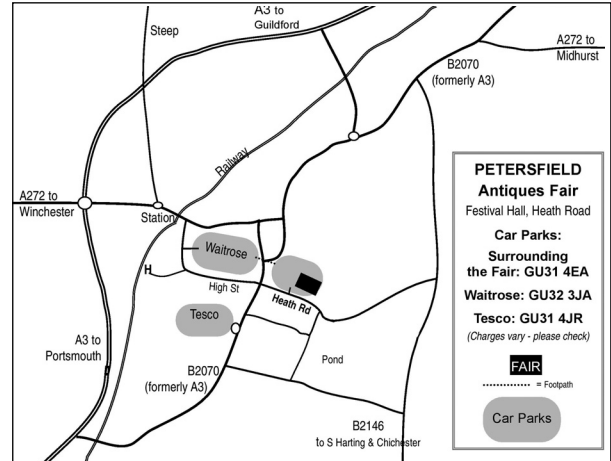 A3 to
Guildford
Steep
A272 to
Midhurst
B2070
(formerly A3)
Railway
A272 to
Winchester
Station
Waitrose
H
High St
Heath Rd
Tesco
A3 to
Portsmouth
Pond
B2070
(formerly A3)
B2146
to S Harting & Chichester
PETERSFIELD
Antiques Fair
Festival Hall, Heath Road
Car Parks:
Surrounding
the Fair: GU31 4EA
Waitrose: GU32 3JA
Tesco: GU31 4JR
(Charges vary - please check)
FAIR
= Footpath
Car Parks